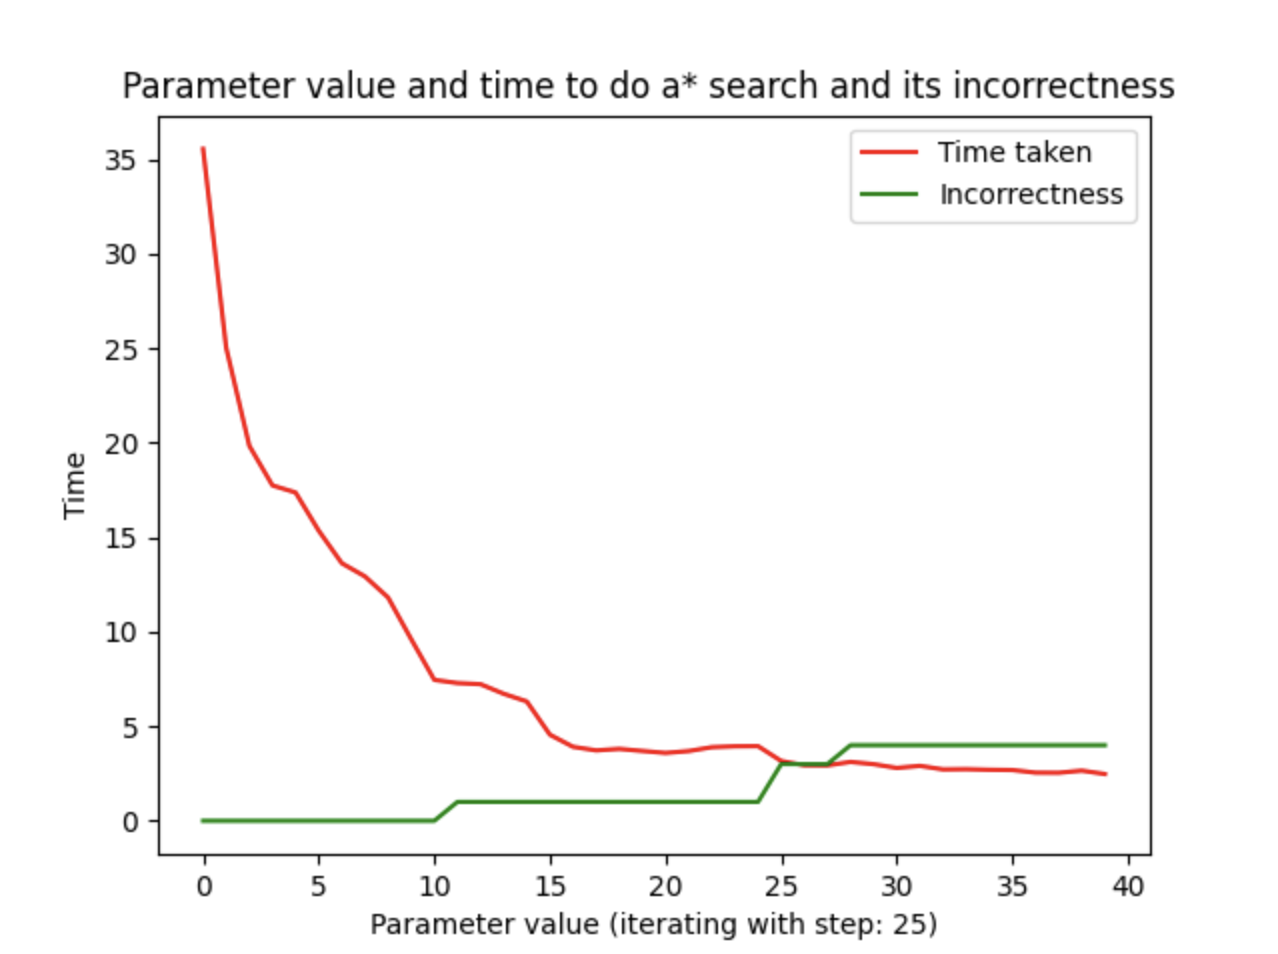 Parameter value and time to do a* search and its incorrectness
Time taken
Incorrectness
35
30
25
20
15
10
5
0
Time
0 5 10 15 20 25 30 35 40
Parameter value (iterating with step: 25)